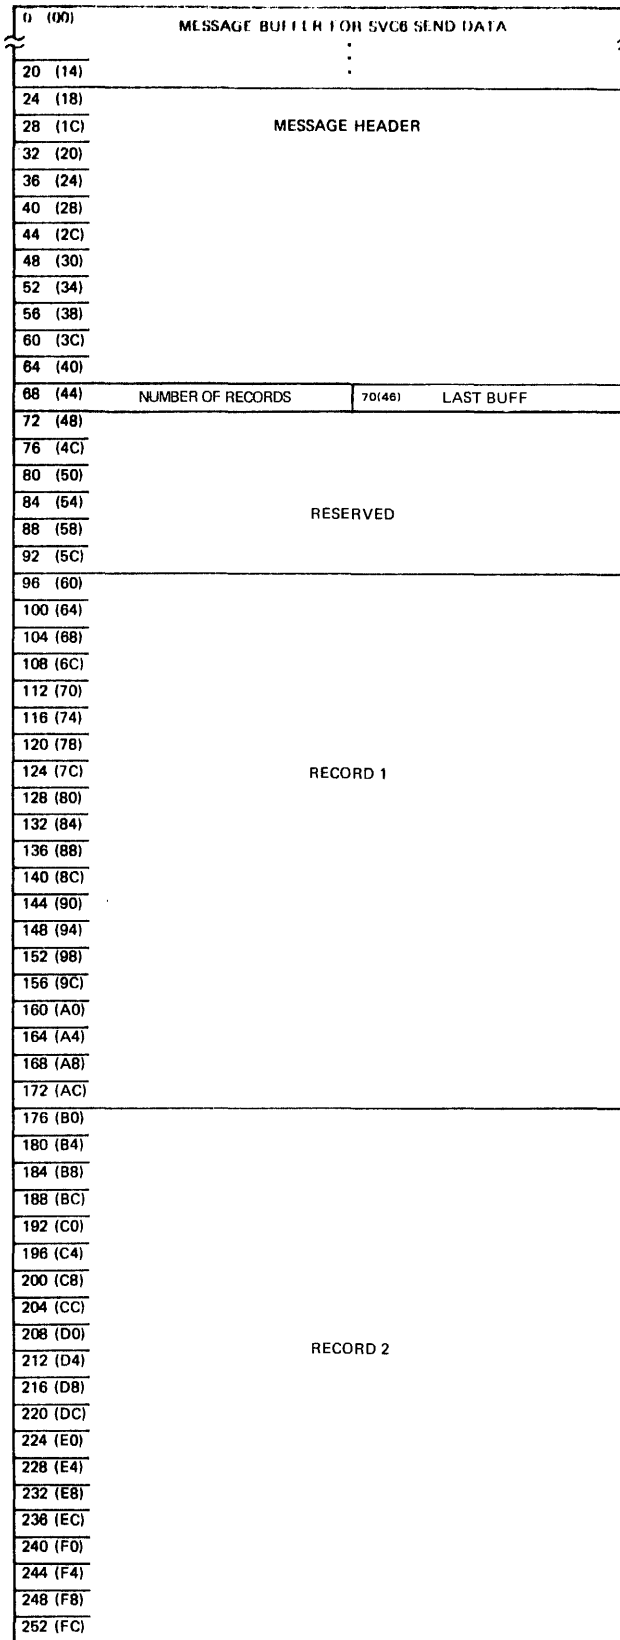 0 (00) MESSAGE BUFFER FOR SVC6 SEND DATA
20 (14)
24 (18)
28 (1C) MESSAGE HEADER
32 (20)
36 (24)
40 (28)
44 (2C)
48 (30)
52 (34)
56 (38)
60 (3C)
64 (40)
68 (44) NUMBER OF RECORDS 70(46) LAST BUFF
72 (48)
76 (4C)
80 (50)
84 (54)
RESERVED
88 (58)
92 (5C)
96 (60)
100 (64)
104 (68)
108 (6C)
112 (70)
116 (74)
120 (78)
124 (7C) RECORD 1
128 (80)
132 (84)
136 (88)
140 (8C)
144 (90)
148 (94)
152 (98)
156 (9C)
160 (A0)
164 (A4)
168 (A8)
172 (AC)
176 (B0)
180 (B4)
184 (B8)
188 (BC)
192 (C0)
196 (C4)
200 (C8)
204 (CC)
208 (D0)
RECORD 2
212 (D4)
216 (D8)
220 (DC)
224 (E0)
228 (E4)
232 (E8)
236 (EC)
240 (F0)
244 (F4)
248 (F8)
252 (FC)